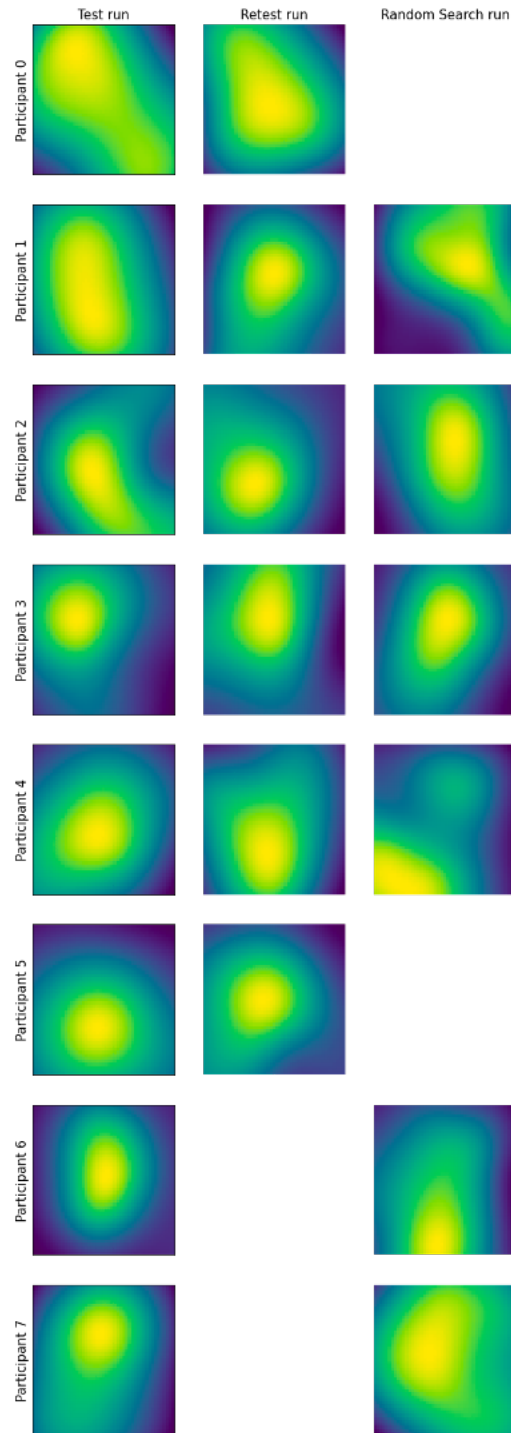 Test run
Retest run
Random Search run
Participant 0
Participant 1
Participant 2
Participant 3
Participant 4
Participant 5
Participant 6
Participant 7